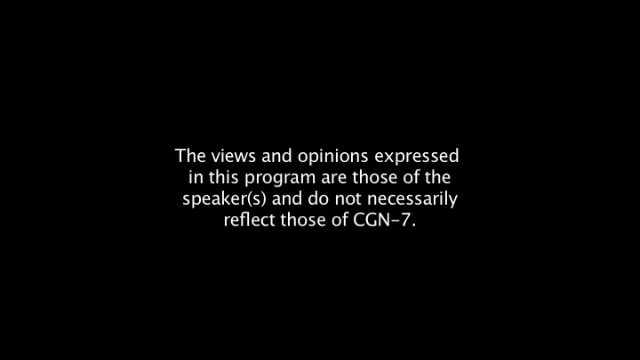 The views and opinions expressed
in this program are those of the
speaker(s) and do not necessarily
reflect those of CGN-7.